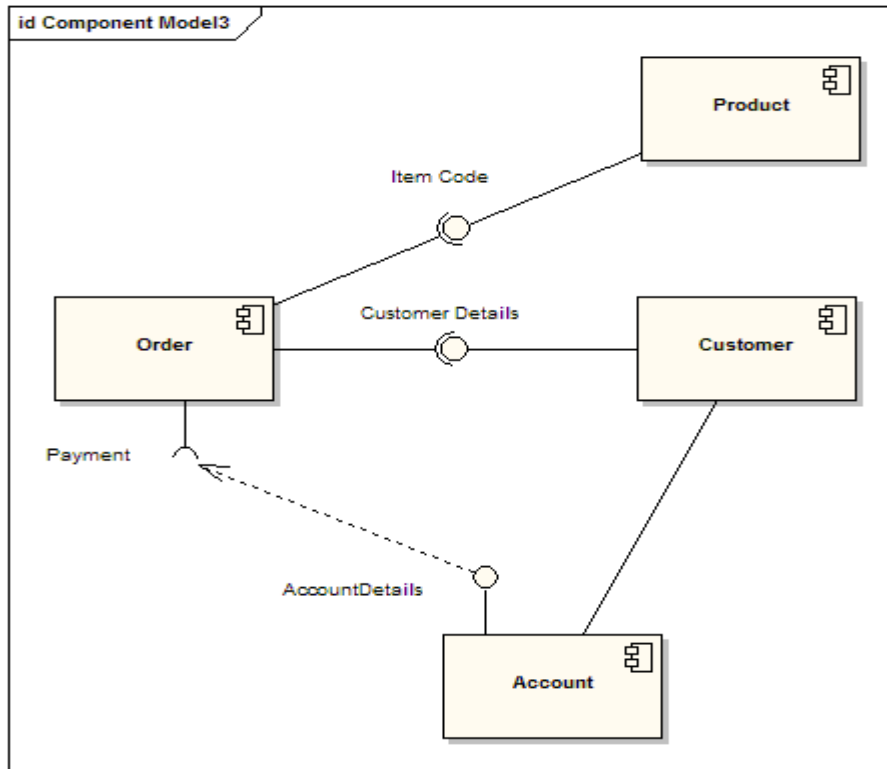 id Component Model3
Product
Item Code
Customer Details
Order
Customer
Payment
AccountDetails
Account